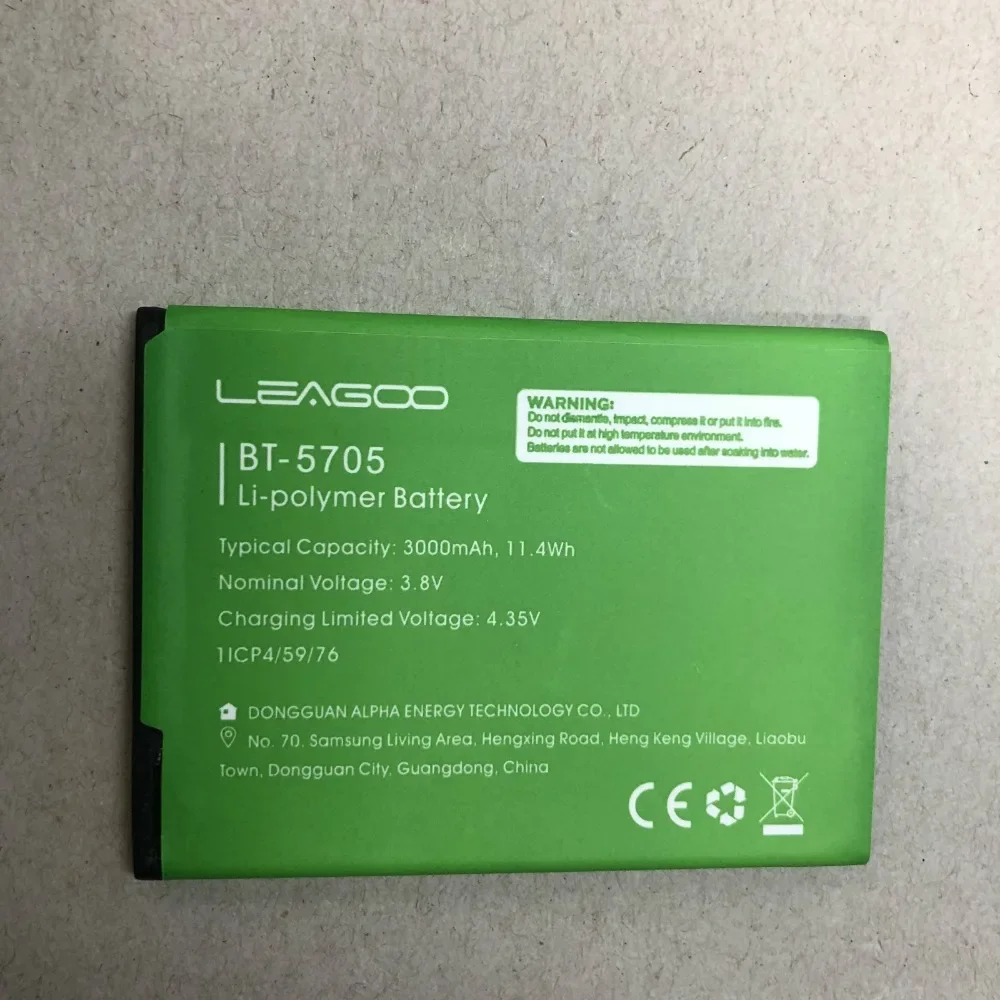 LEAGOO
BT-5705
Li-polymer Battery
WARNING:
Do not dismantle, impact, compress it or put it into fire.
Do not put it at high temperature environment.
Batteries are not allowed to be used after soaking into water.
Typical Capacity: 3000mAh, 11.4Wh
Nominal Voltage: 3.8V
Charging Limited Voltage: 4.35V
1ICP4/59/76
DONGGUAN ALPHA ENERGY TECHNOLOGY CO., LTD
No. 70. Samsung Living Area, Hengxing Road, Heng Keng Village, Liaobu
Town, Dongguan City, Guangdong, China
CE